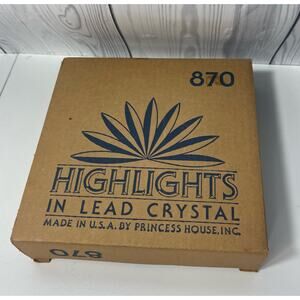 870
HIGHLIGHTS
IN LEAD CRYSTAL
MADE IN U.S.A. BY PRINCESS HOUSE, INC.
870